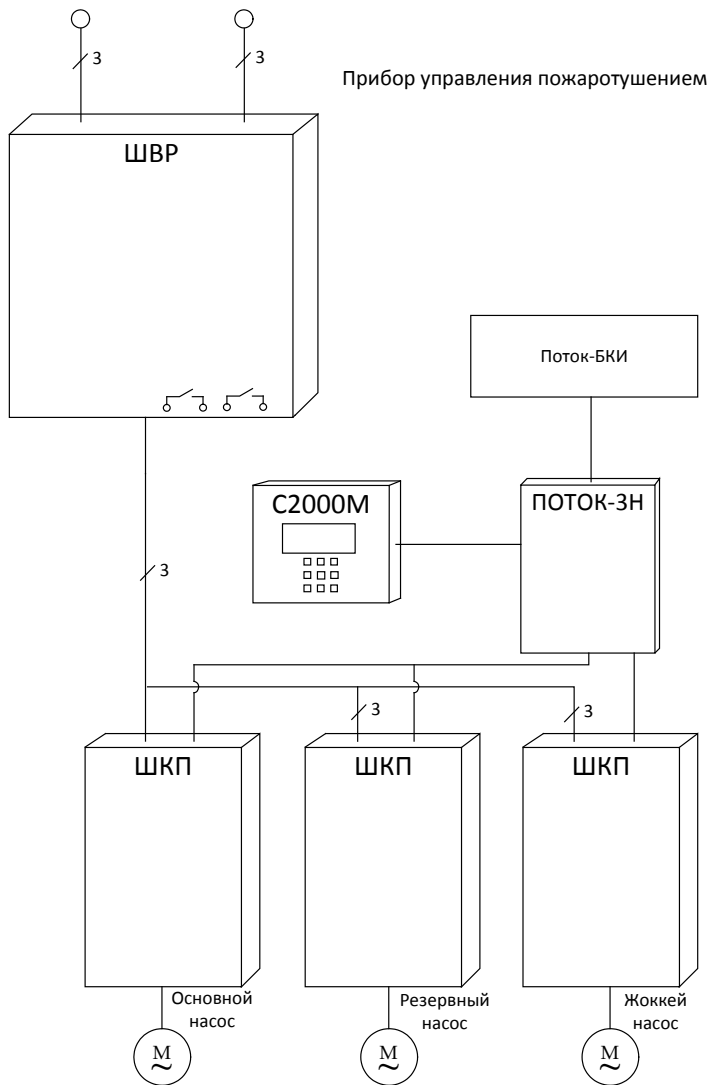 3
3
Прибор управления пожаротушением
ШВР
Поток-БКИ
С2000М
ПОТОК-3Н
3
3
3
ШКП
ШКП
ШКП
Основной
насос
Резервный
насос
Жоккей
насос
М
~
М
~
М
~